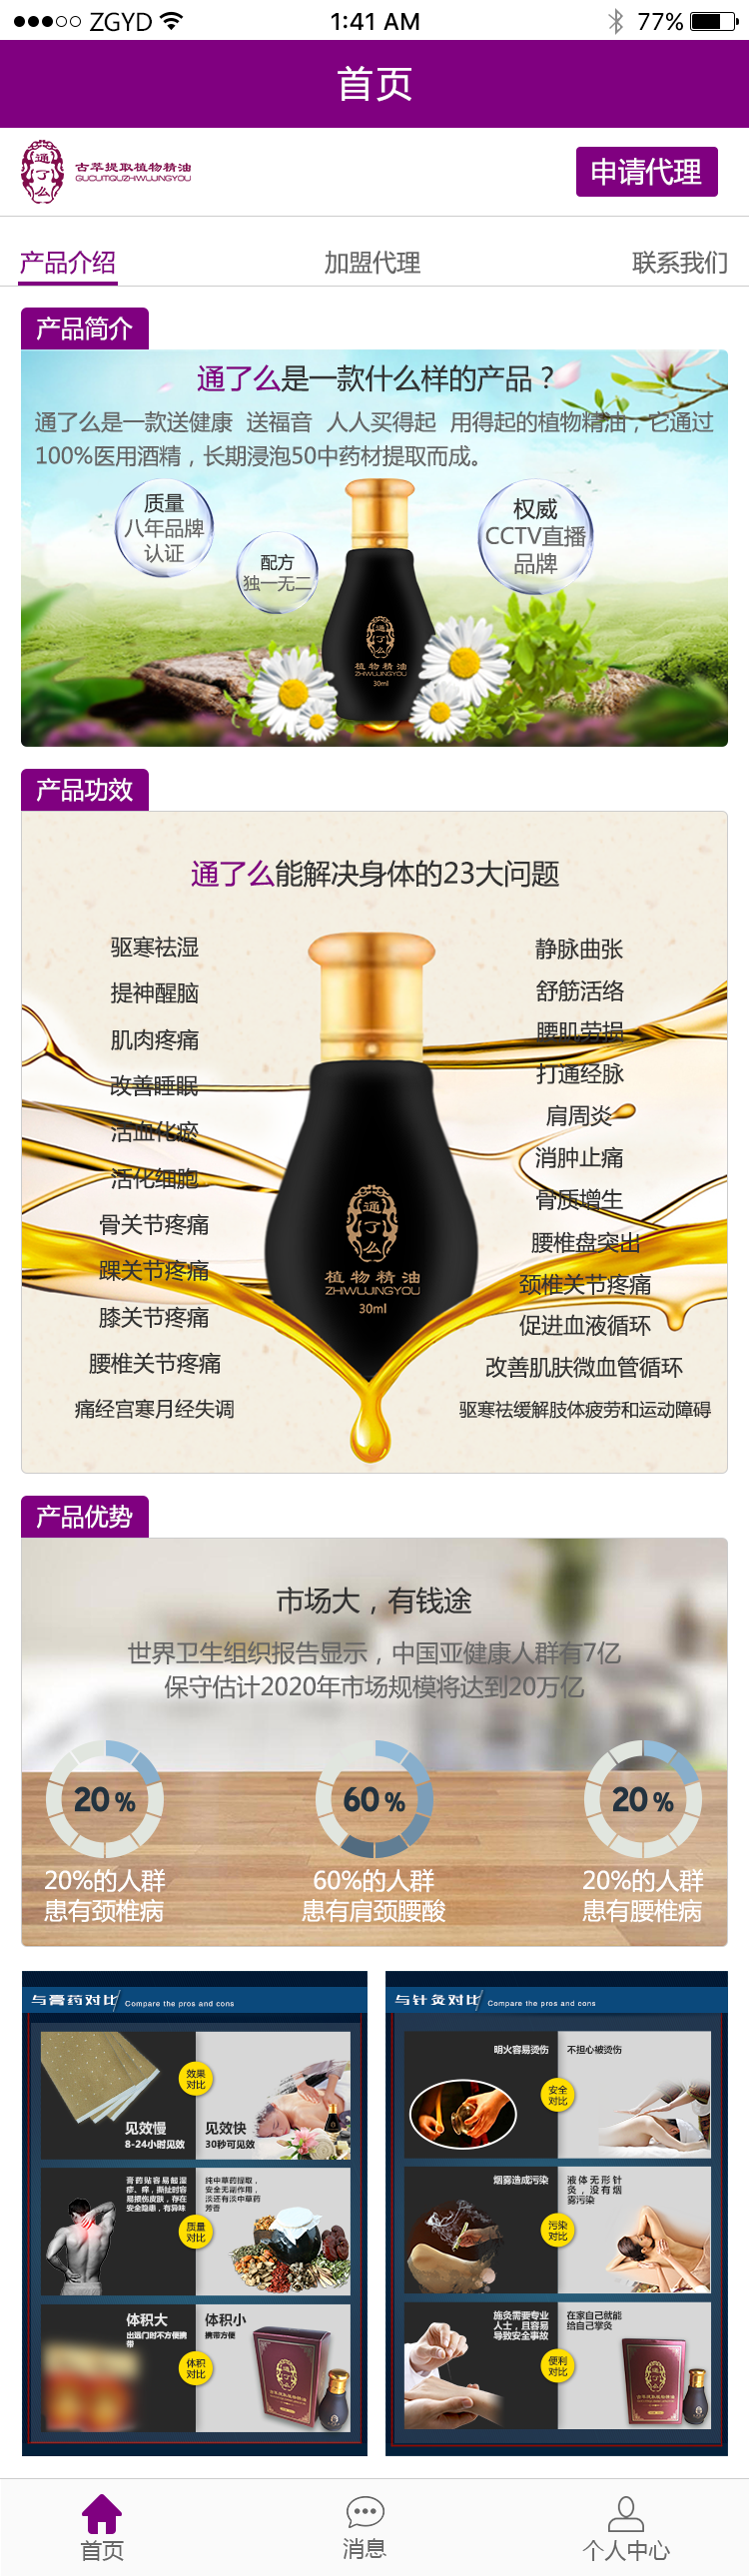 ZGYD
1:41 AM
77%
首页
通了么
古萃提取植物精油
GUCUITIQUZHIWUJINGYOU
申请代理
产品介绍
加盟代理
联系我们
产品简介
通了么是一款什么样的产品？
通了么是一款送健康 送福音 人人买得起 用得起的植物精油，它通过
100%医用酒精，长期浸泡50中药材提取而成。
质量
八年品牌
认证
配方
独一无二
权威
CCTV直播
品牌
通了么
植物精油
ZHIWUJINGYOU
30ml
产品功效
通了么能解决身体的23大问题
驱寒祛湿
提神醒脑
肌肉疼痛
改善睡眠
活血化瘀
活化细胞
骨关节疼痛
踝关节疼痛
膝关节疼痛
腰椎关节疼痛
痛经宫寒月经失调
静脉曲张
舒筋活络
腰肌劳损
打通经脉
肩周炎
消肿止痛
骨质增生
腰椎盘突出
颈椎关节疼痛
促进血液循环
改善肌肤微血管循环
驱寒祛缓解肢体疲劳和运动障碍
通了么
植物精油
ZHIWUJINGYOU
30ml
产品优势
市场大，有钱途
世界卫生组织报告显示，中国亚健康人群有7亿
保守估计2020年市场规模将达到20万亿
20%
20%的人群
患有颈椎病
60%
60%的人群
患有肩颈腰酸
20%
20%的人群
患有腰椎病
与膏药对比 Compare the pros and cons
效果
对比
见效慢
8-24小时见效
见效快
30秒可见效
膏药贴容易起湿
疹、痒，撕扯时容
易损伤皮肤，存在
安全隐患，有异味
质量
对比
纯中草药提取，
安全无副作用，
淡还有淡中草药
芳香
体积大
出远门时不方便携
带
体积
对比
体积小
携带方便
通了么
与针灸对比 Compare the pros and cons
明火容易烫伤
安全
对比
不担心被烫伤
烟雾造成污染
污染
对比
液体无形针
灸，没有烟
雾污染
施灸需要专业
人士，且容易
导致安全事故
便利
对比
在家自己就能
给自己掌灸
通了么
古萃提取植物精油
首页
消息
个人中心